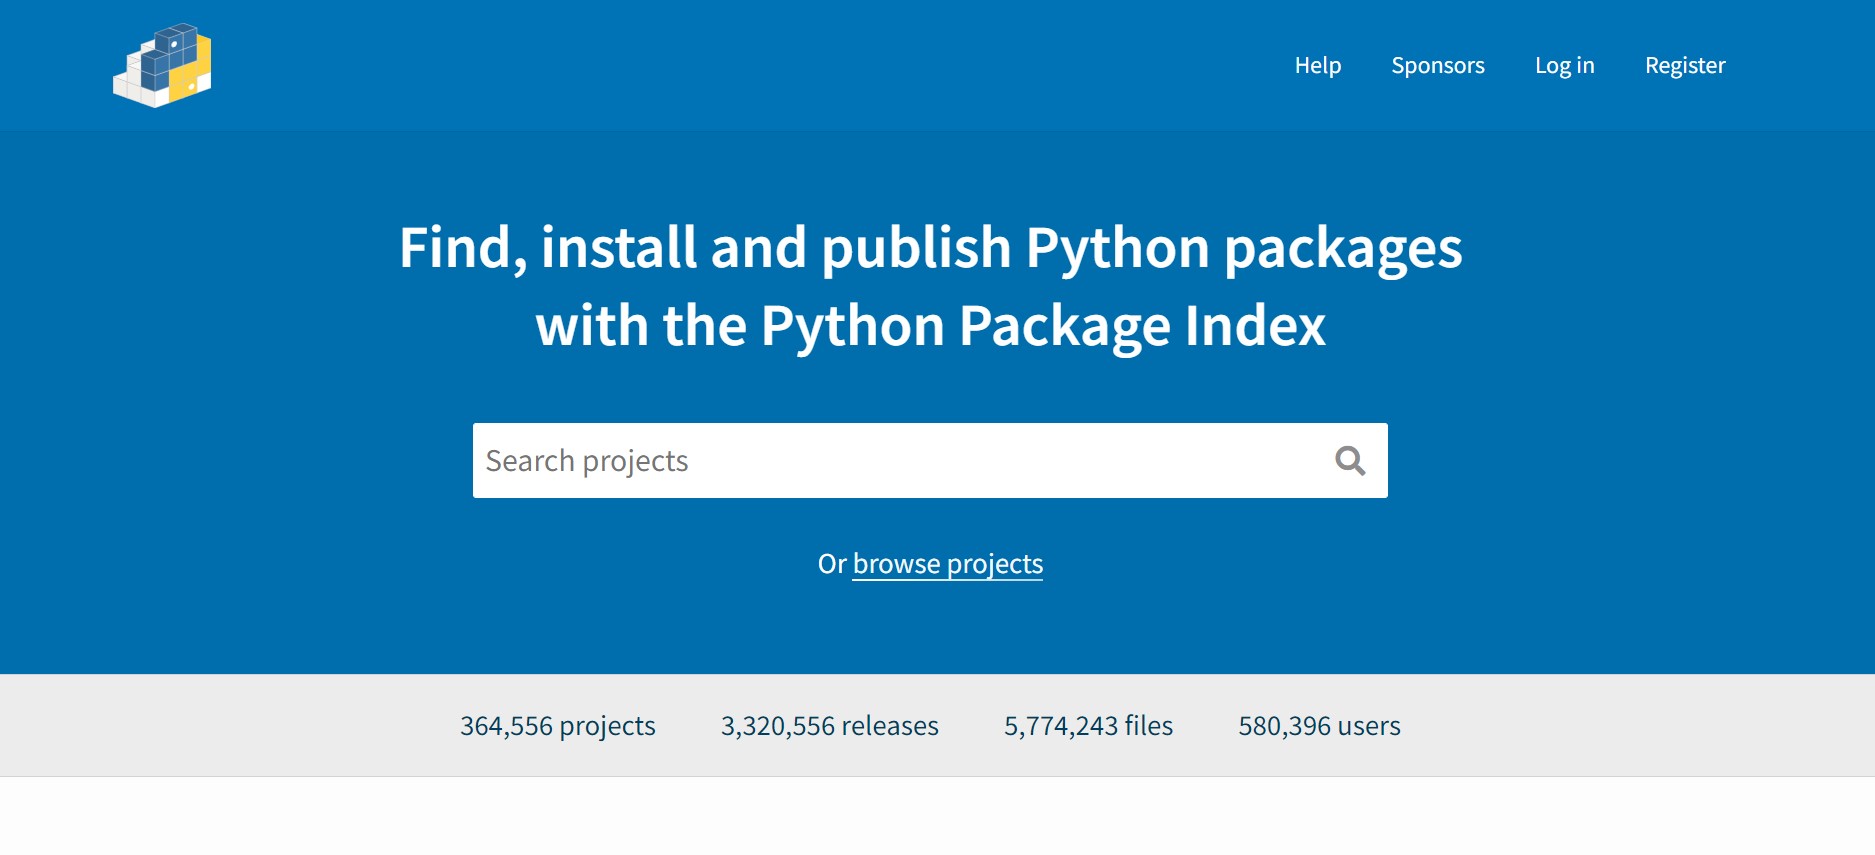 Help Sponsors Log in Register
Find, install and publish Python packages
with the Python Package Index
Search projects
Or browse projects
364,556 projects 3,320,556 releases 5,774,243 files 580,396 users